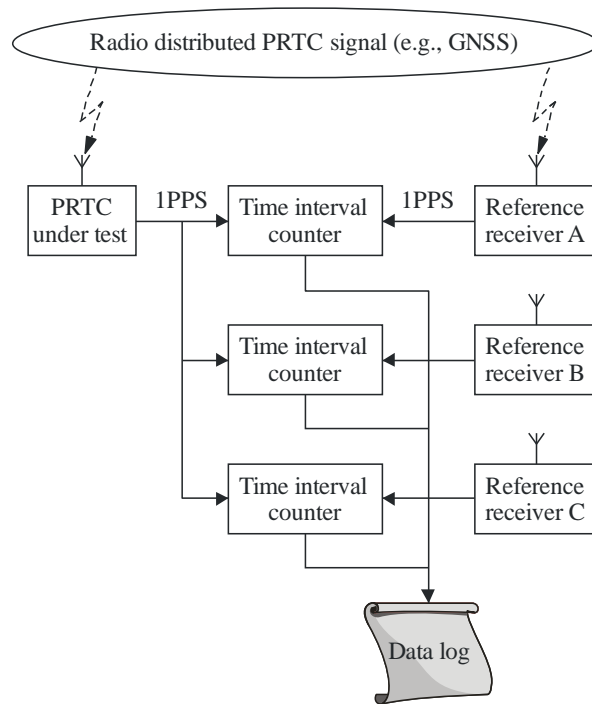 Radio distributed PRTC signal (e.g., GNSS)
PRTC
under test
1PPS
Time interval
counter
1PPS
Reference
receiver A
Time interval
counter
Reference
receiver B
Time interval
counter
Reference
receiver C
Data log